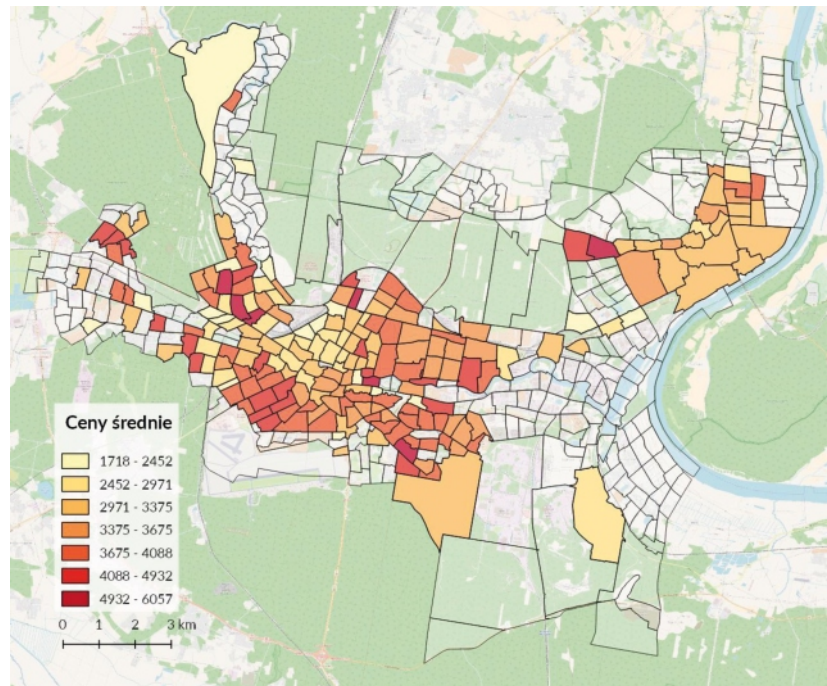 Ceny średnie
1718 - 2452
2452 - 2971
2971 - 3375
3375 - 3675
3675 - 4088
4088 - 4932
4932 - 6057
0 1 2 3 km